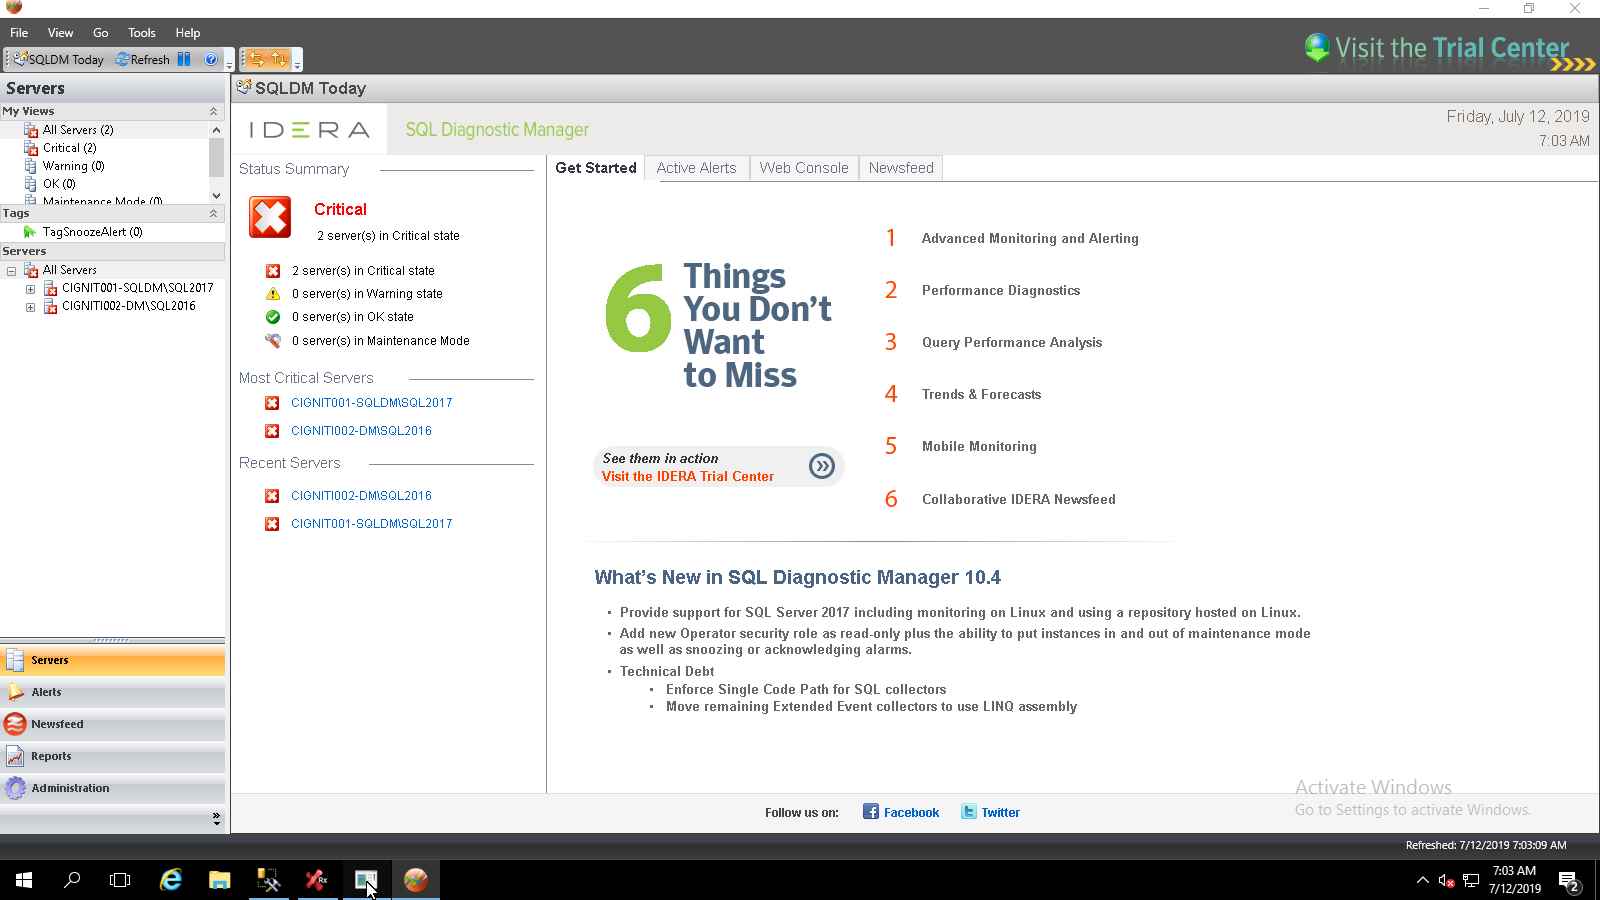 File View Go Tools Help
SQLDM Today Refresh
Visit the Trial Center
Servers
My Views
All Servers (2)
Critical (2)
Warning (0)
OK (0)
Maintenance Mode (0)
Tags
TagSnoozeAlert (0)
Servers
All Servers
CIGNIT001-SQLDM\SQL2017
CIGNITI002-DM\SQL2016
Servers
Alerts
Newsfeed
Reports
Administration
SQLDM Today
IDERA SQL Diagnostic Manager
Friday, July 12, 2019
7:03 AM
Status Summary
Critical
2 server(s) in Critical state
2 server(s) in Critical state
0 server(s) in Warning state
0 server(s) in OK state
0 server(s) in Maintenance Mode
Most Critical Servers
CIGNIT001-SQLDM\SQL2017
CIGNITI002-DM\SQL2016
Recent Servers
CIGNITI002-DM\SQL2016
CIGNIT001-SQLDM\SQL2017
Get Started Active Alerts Web Console Newsfeed
6 Things
You Don't
Want
to Miss
See them in action
Visit the IDERA Trial Center
1 Advanced Monitoring and Alerting
2 Performance Diagnostics
3 Query Performance Analysis
4 Trends & Forecasts
5 Mobile Monitoring
6 Collaborative IDERA Newsfeed
What's New in SQL Diagnostic Manager 10.4
• Provide support for SQL Server 2017 including monitoring on Linux and using a repository hosted on Linux.
• Add new Operator security role as read-only plus the ability to put instances in and out of maintenance mode
as well as snoozing or acknowledging alarms.
• Technical Debt
• Enforce Single Code Path for SQL collectors
• Move remaining Extended Event collectors to use LINQ assembly
Activate Windows
Go to Settings to activate Windows.
Follow us on: Facebook Twitter
Refreshed: 7/12/2019 7:03:09 AM
7:03 AM
7/12/2019
2